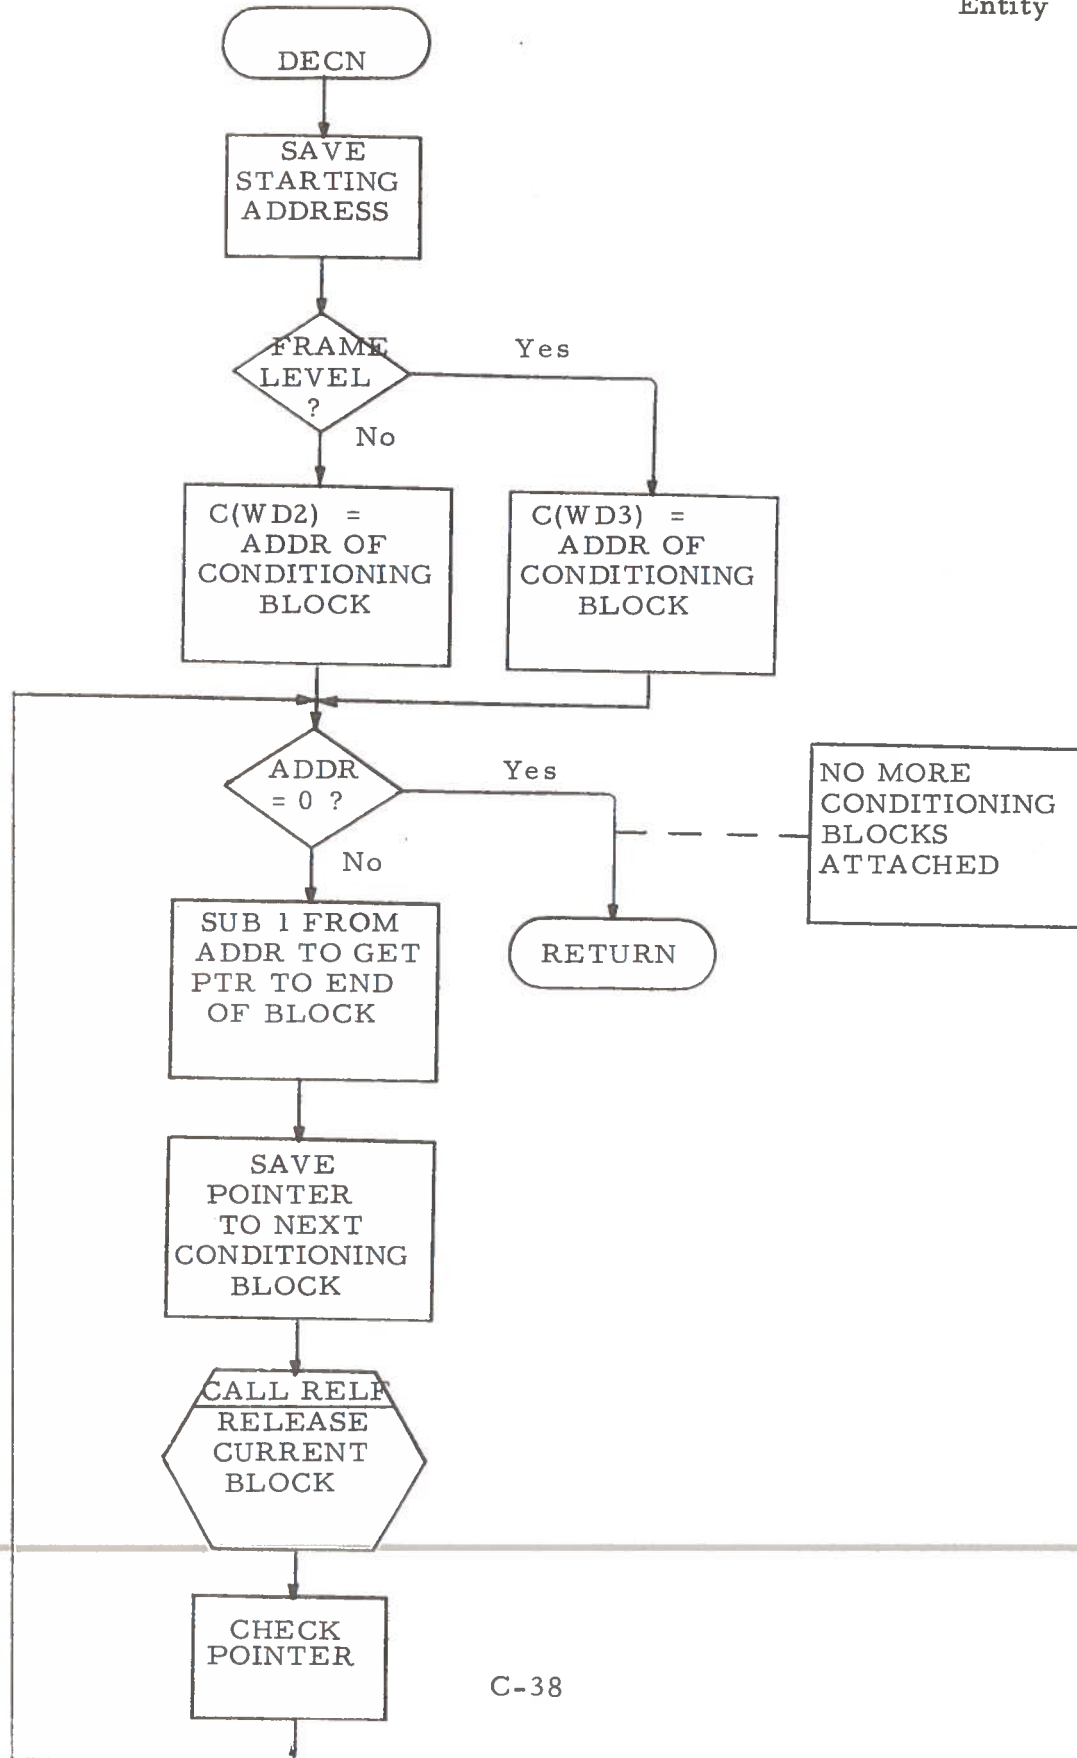 Entity
DECN
SAVE
STARTING
ADDRESS
FRAME
LEVEL
?
Yes
No
C(WD2) =
ADDR OF
CONDITIONING
BLOCK
C(WD3) =
ADDR OF
CONDITIONING
BLOCK
ADDR
= 0 ?
Yes
No
NO MORE
CONDITIONING
BLOCKS
ATTACHED
SUB 1 FROM
ADDR TO GET
PTR TO END
OF BLOCK
RETURN
SAVE
POINTER
TO NEXT
CONDITIONING
BLOCK
CALL RELF
RELEASE
CURRENT
BLOCK
CHECK
POINTER
C-38